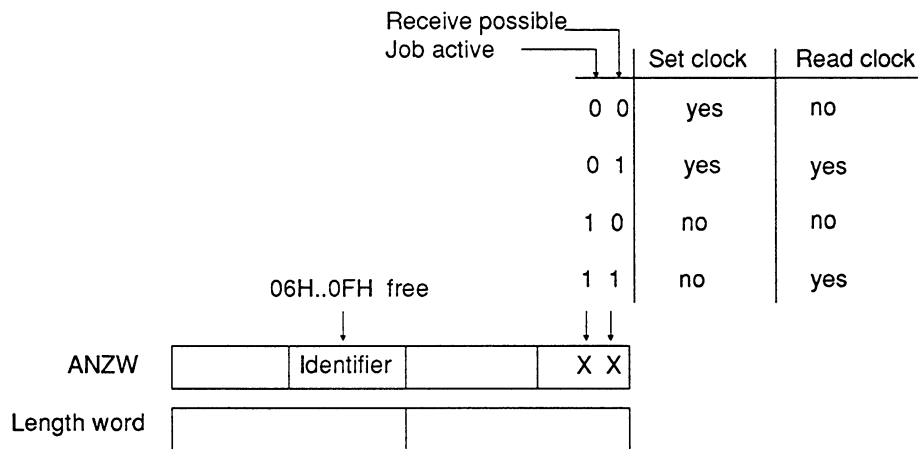 Receive possible
Job active
Set clock Read clock
0 0 yes no
0 1 yes yes
1 0 no no
1 1 no yes
06H..0FH free
ANZW Identifier X X
Length word